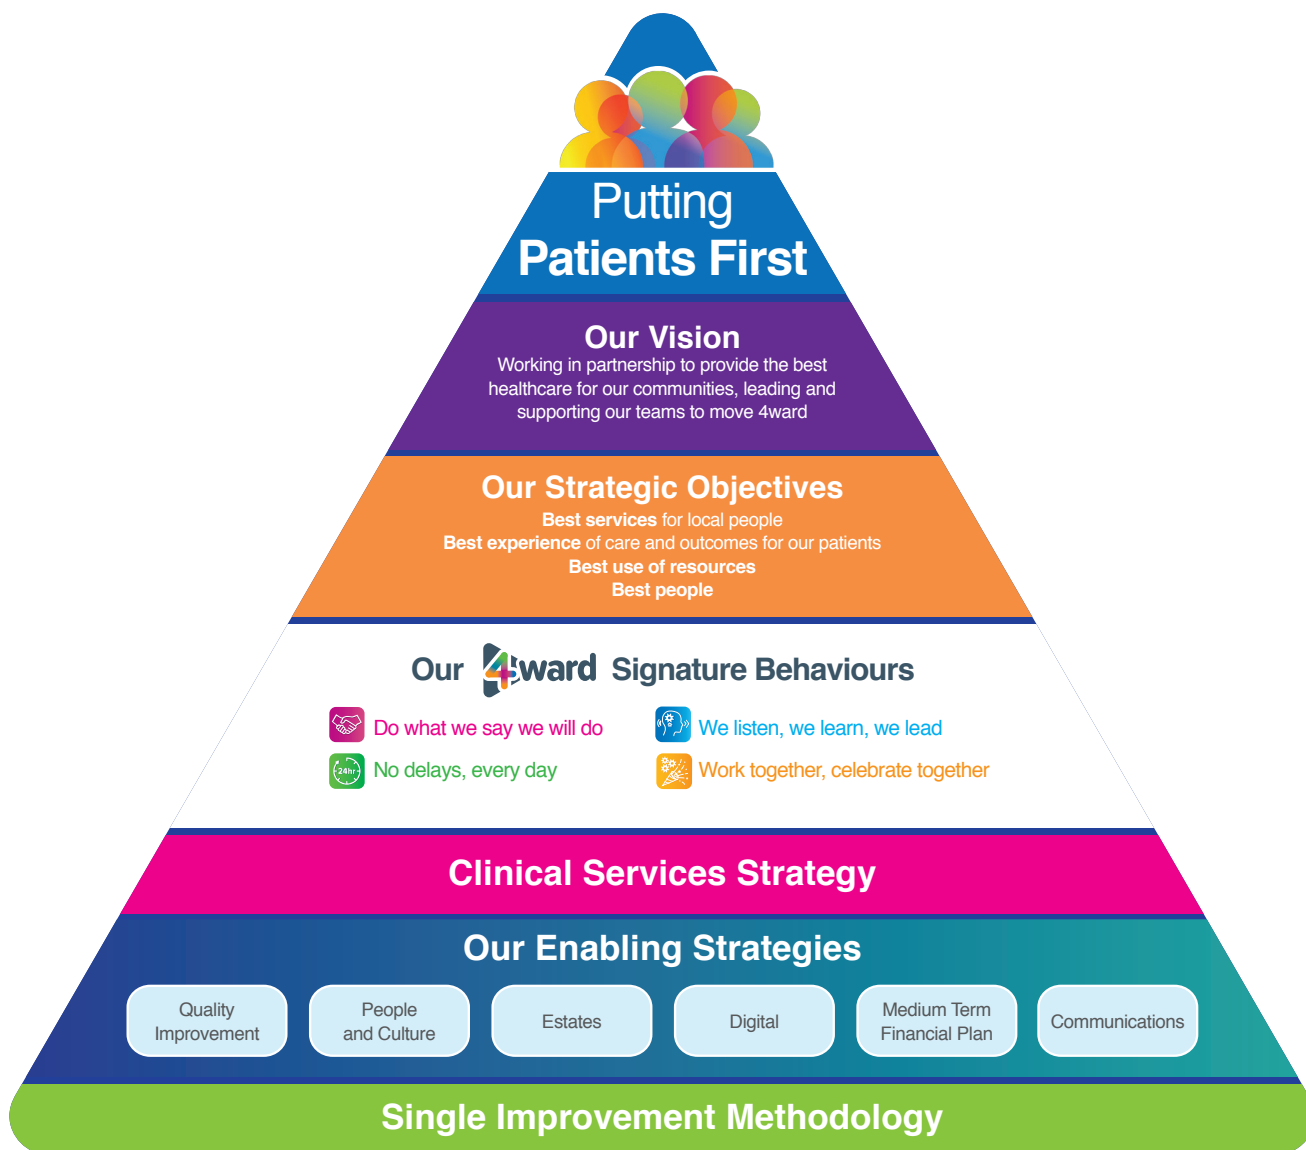 Putting
Patients First
Our Vision
Working in partnership to provide the best
healthcare for our communities, leading and
supporting our teams to move 4ward
Our Strategic Objectives
Best services for local people
Best experience of care and outcomes for our patients
Best use of resources
Best people
Our 4ward Signature Behaviours
Do what we say we will do
We listen, we learn, we lead
24hr
No delays, every day
Work together, celebrate together
Clinical Services Strategy
Our Enabling Strategies
Quality
Improvement
People
and Culture
Estates
Digital
Medium Term
Financial Plan
Communications
Single Improvement Methodology